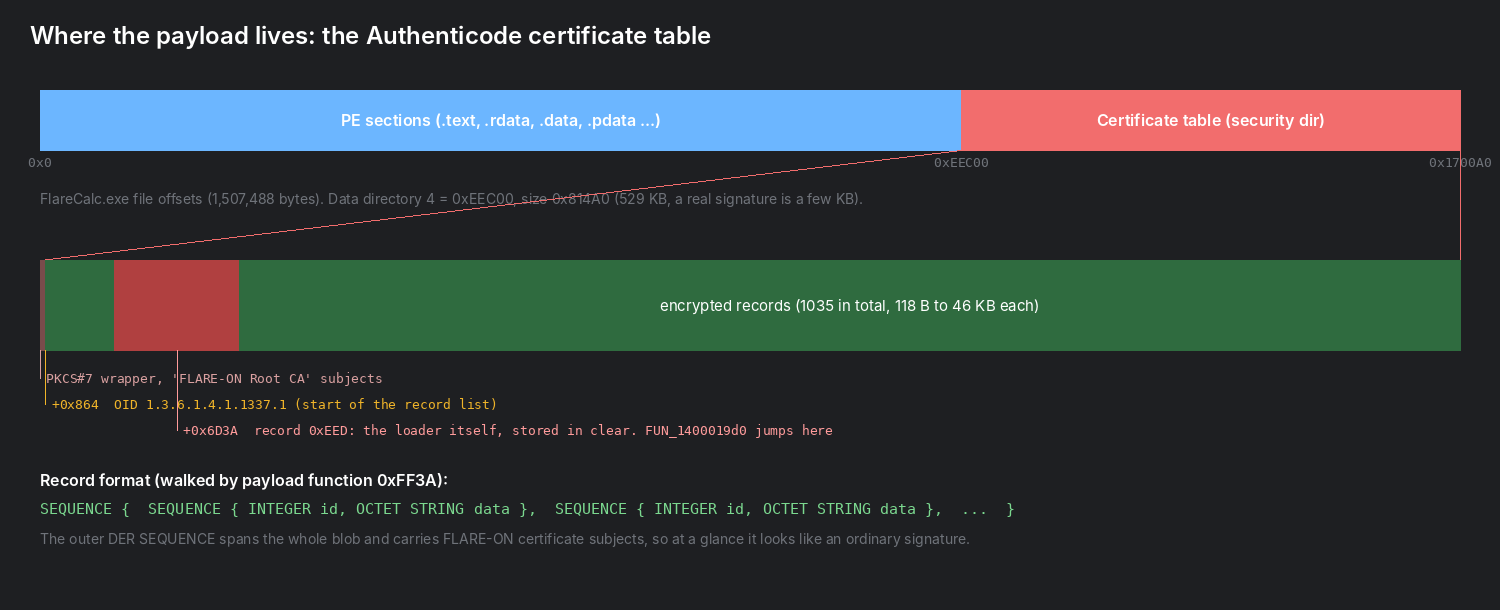 Where the payload lives: the Authenticode certificate table
PE sections (.text, .rdata, .data, .pdata ...)
Certificate table (security dir)
0x0
0xEEC00
0x1700A0
FlareCalc.exe file offsets (1,507,488 bytes). Data directory 4 = 0xEEC00, size 0x814A0 (529 KB, a real signature is a few KB).
encrypted records (1035 in total, 118 B to 46 KB each)
PKCS#7 wrapper, 'FLARE-ON Root CA' subjects
+0x864  OID 1.3.6.1.4.1.1337.1 (start of the record list)
+0x6D3A  record 0xEED: the loader itself, stored in clear. FUN_1400019d0 jumps here
Record format (walked by payload function 0xFF3A):
SEQUENCE {  SEQUENCE { INTEGER id, OCTET STRING data },  SEQUENCE { INTEGER id, OCTET STRING data },  ...  }
The outer DER SEQUENCE spans the whole blob and carries FLARE-ON certificate subjects, so at a glance it looks like an ordinary signature.